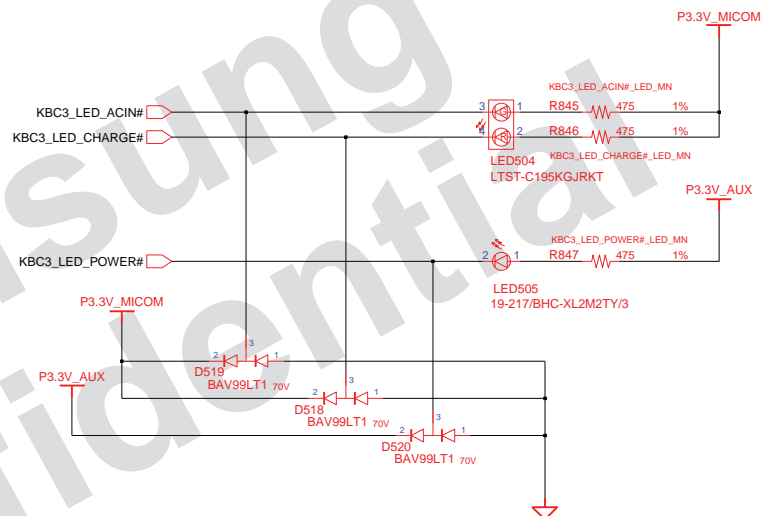 P3.3V_MICOM
KBC3_LED_ACIN#_LED_MN
KBC3_LED_ACIN#
3 1 R845 475 1%
KBC3_LED_CHARGE#
4 2 R846 475 1%
KBC3_LED_CHARGE#_LED_MN
LED504
LTST-C195KGJRKT
P3.3V_AUX
KBC3_LED_POWER#_LED_MN
KBC3_LED_POWER#
2 1 R847 475 1%
LED505
19-217/BHC-XL2M2TY/3
P3.3V_MICOM
3
2 1
D519
BAV99LT1 70V
P3.3V_AUX
3
2 1
D518
BAV99LT1 70V
3
2 1
D520
BAV99LT1 70V
sung
fidential